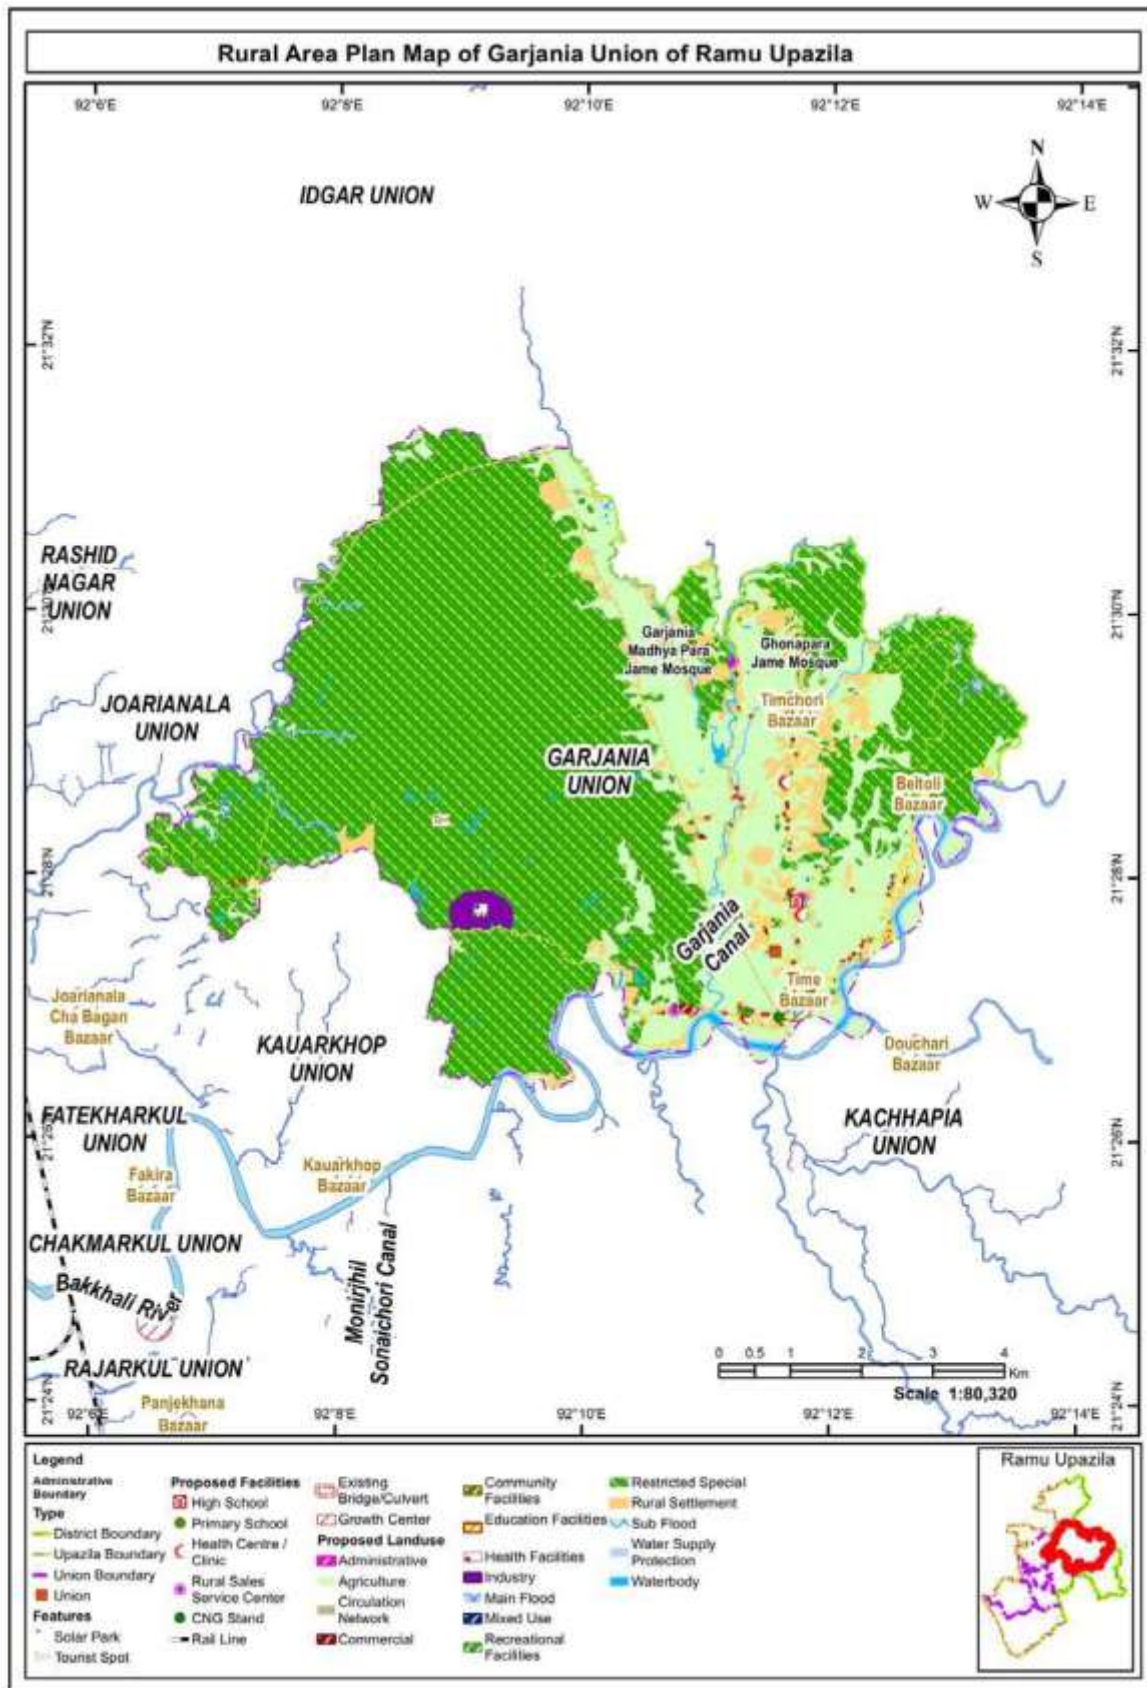 Rural Area Plan Map of Garjania Union of Ramu Upazila
92°6'E 92°8'E 92°10'E 92°12'E 92°14'E
N
W E
S
IDGAR UNION
21°32'N 21°32'N
RASHID
NAGAR
UNION
21°30'N 21°30'N
Garjania
Madhya Para
Jame Mosque
Ghonapara
Jame Mosque
JOARIANALA
UNION
Timchori
Bazaar
GARJANIA
UNION
Beltoli
Bazaar
21°28'N 21°28'N
Garjania
Canal
Time
Bazaar
Joarianala
Cha Bagan
Bazaar
KAUARKHOP
UNION
Douchari
Bazaar
FATEKHARKUL
UNION
KACHHAPIA
UNION
21°26'N 21°26'N
Fakira
Bazaar
Kauarkhop
Bazaar
CHAKMARKUL UNION
Bakkhali River
Monirjhil
Sonaichori Canal
RAJARKUL UNION
0 0.5 1 2 3 4
Km
Scale 1:80,320
Panjekhana
Bazaar
21°24'N 21°24'N
92°6'E 92°8'E 92°10'E 92°12'E 92°14'E
Legend
Administrative
Boundary
Type
District Boundary
Upazila Boundary
Union Boundary
Union
Features
Solar Park
Tourist Spot
Proposed Facilities
High School
Primary School
Health Centre /
Clinic
Rural Sales
Service Center
CNG Stand
Rail Line
Existing
Bridge/Culvert
Growth Center
Proposed Landuse
Administrative
Agriculture
Circulation
Network
Commercial
Community
Facilities
Education Facilities
Health Facilities
Industry
Main Flood
Mixed Use
Recreational
Facilities
Restricted Special
Rural Settlement
Sub Flood
Water Supply
Protection
Waterbody
Ramu Upazila